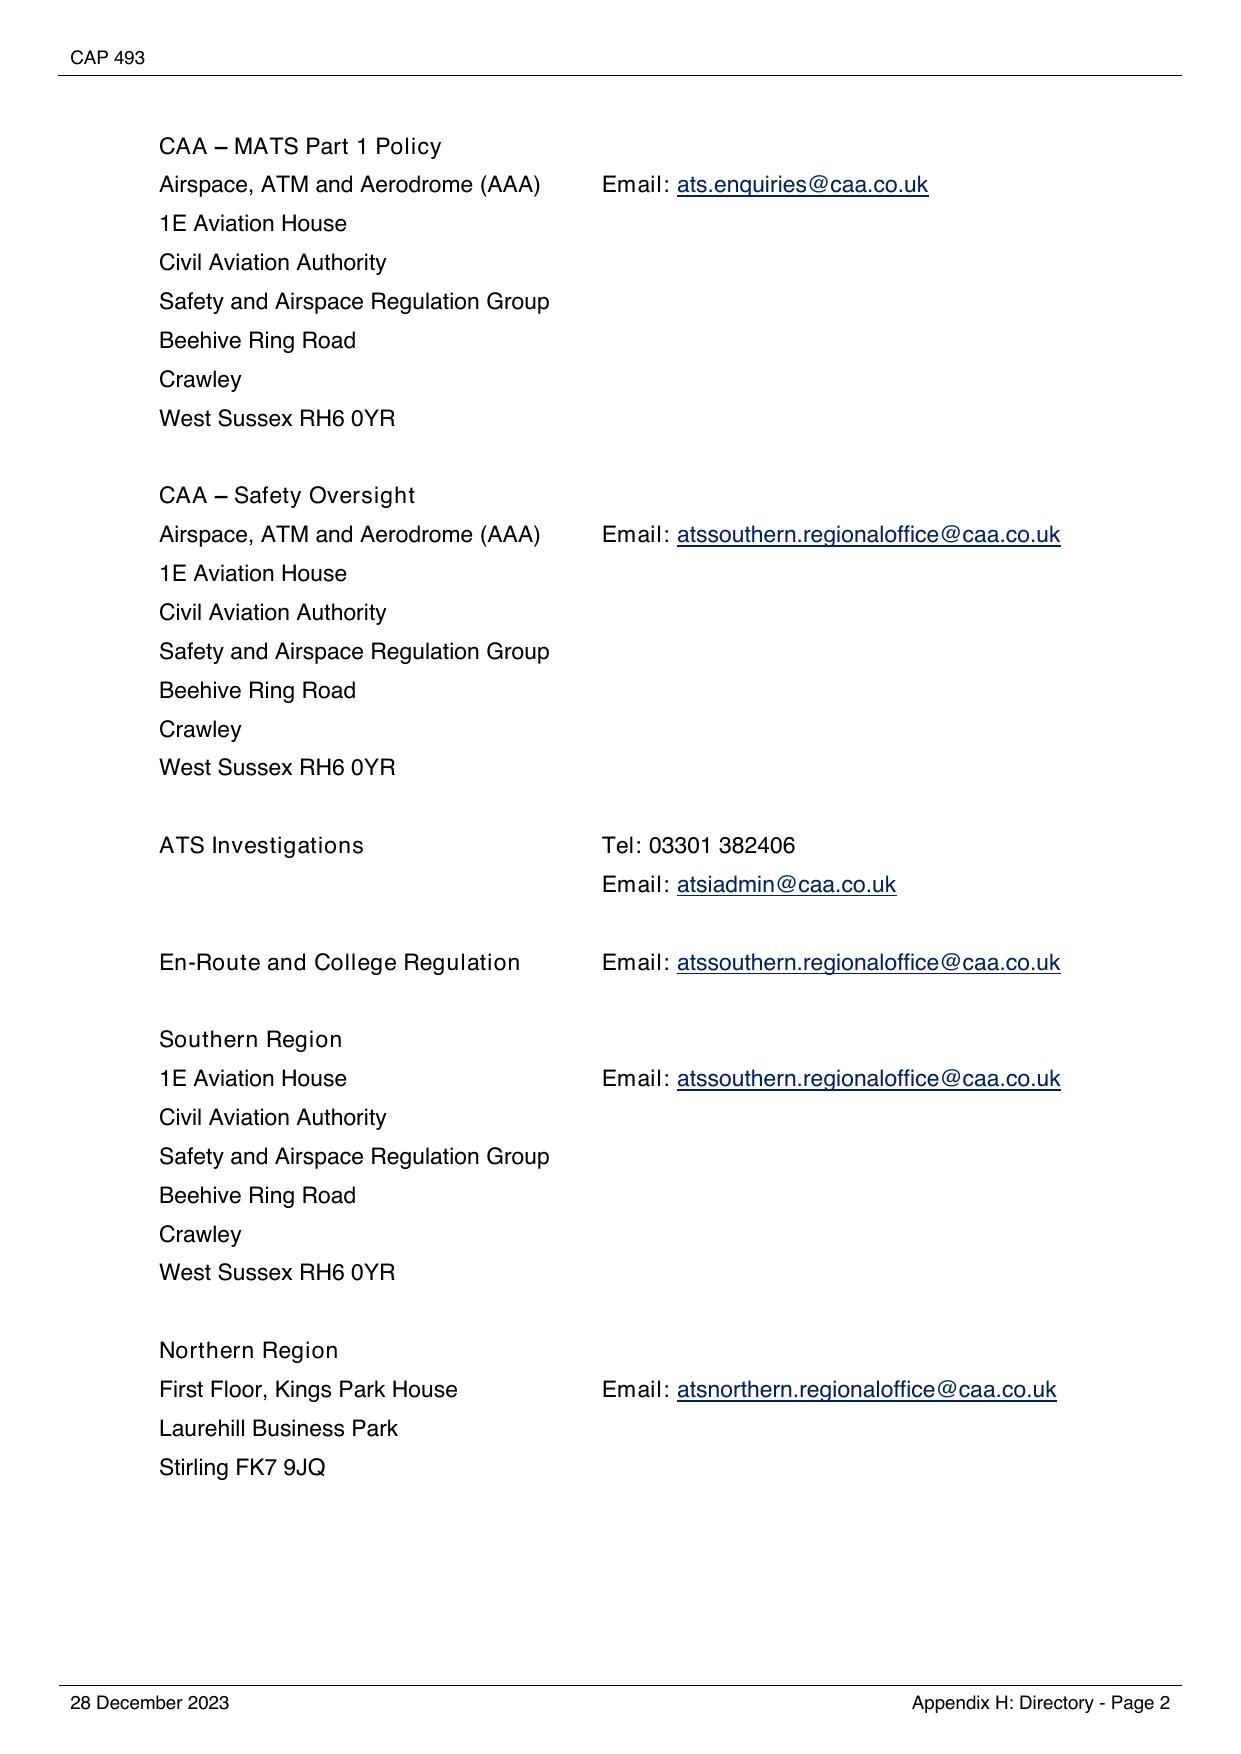 CAP 493
CAA – MATS Part 1 Policy
Airspace, ATM and Aerodrome (AAA) Email: ats.enquiries@caa.co.uk
1E Aviation House
Civil Aviation Authority
Safety and Airspace Regulation Group
Beehive Ring Road
Crawley
West Sussex RH6 0YR
CAA – Safety Oversight
Airspace, ATM and Aerodrome (AAA) Email: atssouthern.regionaloffice@caa.co.uk
1E Aviation House
Civil Aviation Authority
Safety and Airspace Regulation Group
Beehive Ring Road
Crawley
West Sussex RH6 0YR
ATS Investigations Tel: 03301 382406
Email: atsiadmin@caa.co.uk
En-Route and College Regulation Email: atssouthern.regionaloffice@caa.co.uk
Southern Region
1E Aviation House Email: atssouthern.regionaloffice@caa.co.uk
Civil Aviation Authority
Safety and Airspace Regulation Group
Beehive Ring Road
Crawley
West Sussex RH6 0YR
Northern Region
First Floor, Kings Park House Email: atsnorthern.regionaloffice@caa.co.uk
Laurehill Business Park
Stirling FK7 9JQ
28 December 2023 Appendix H: Directory - Page 2